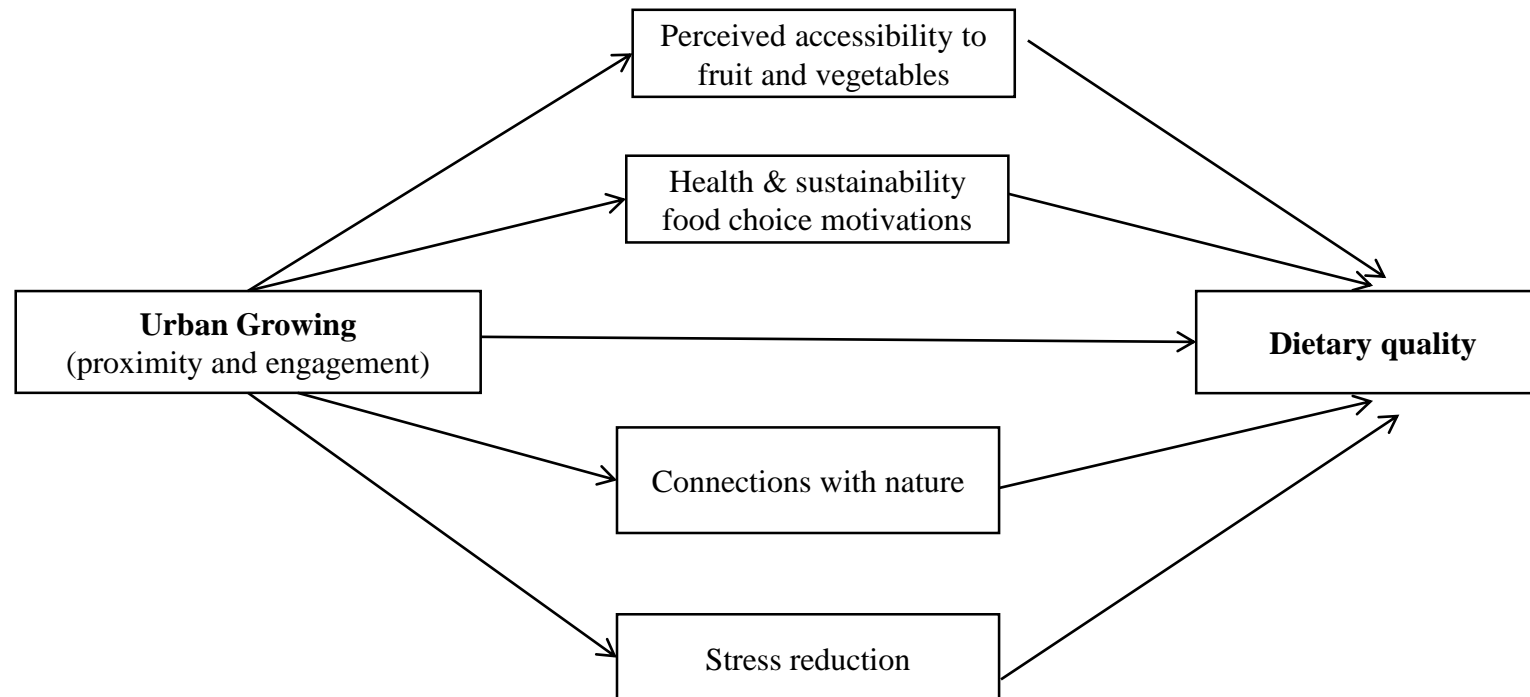 Perceived accessibility to
fruit and vegetables
Health & sustainability
food choice motivations
Urban Growing
(proximity and engagement)
Dietary quality
Connections with nature
Stress reduction